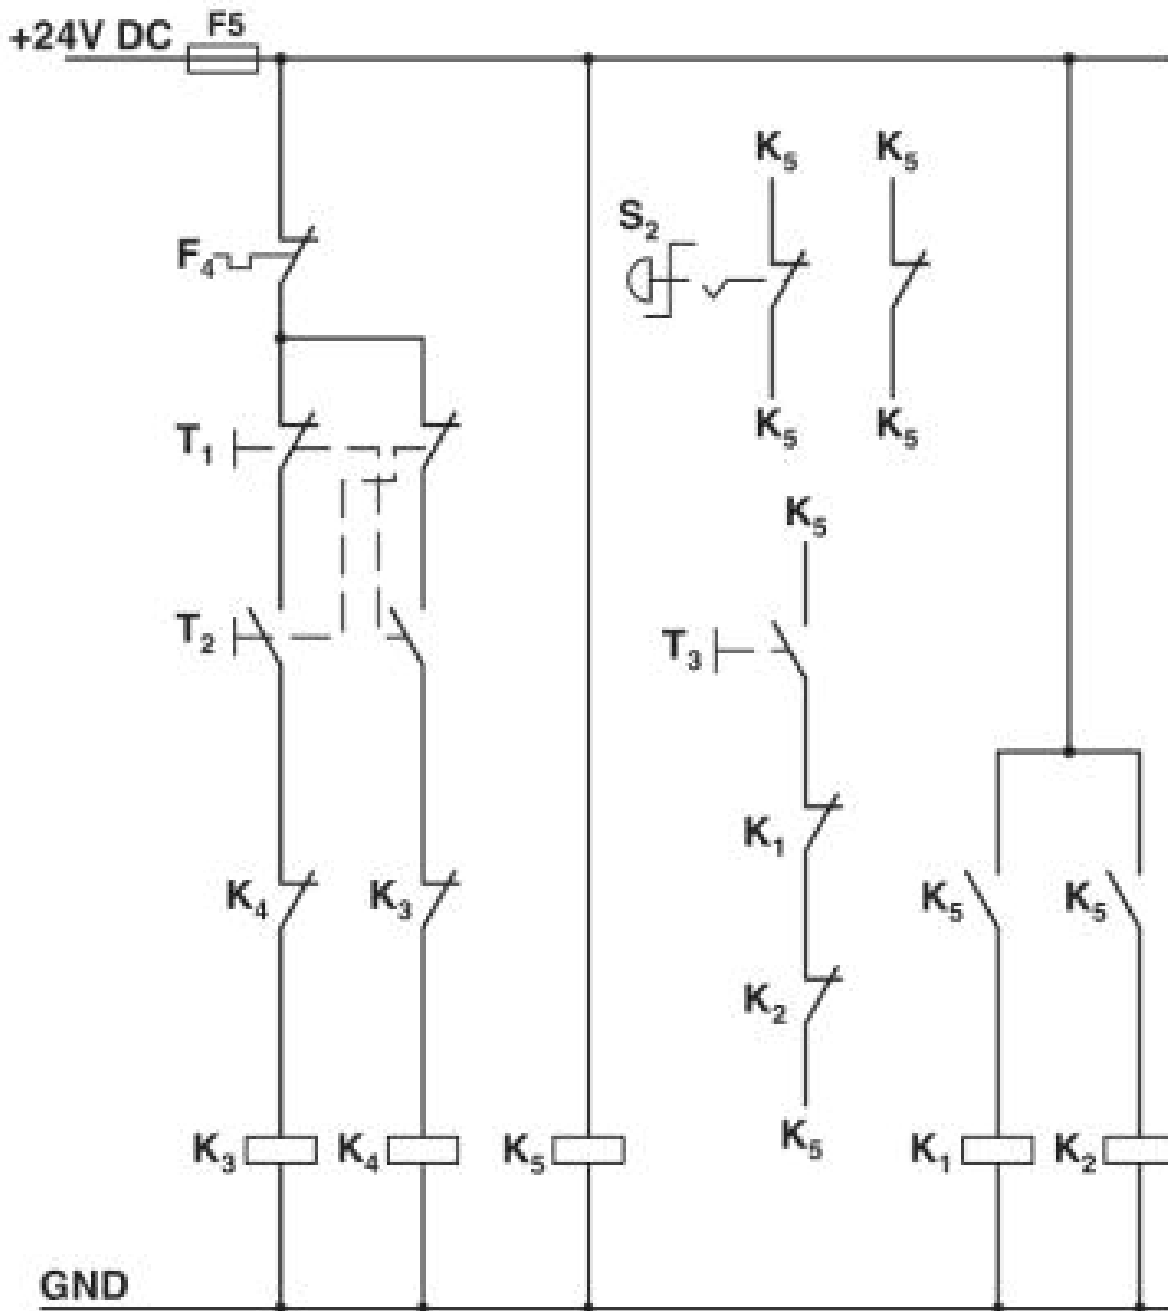 F5
+24V DC
K₅ K₅
S₂
F₄
K₅ K₅
T₁
K₅
T₂
T₃
K₁
K₄ K₃ K₅ K₅
K₂
K₅
K₃ K₄ K₅ K₁ K₂
GND